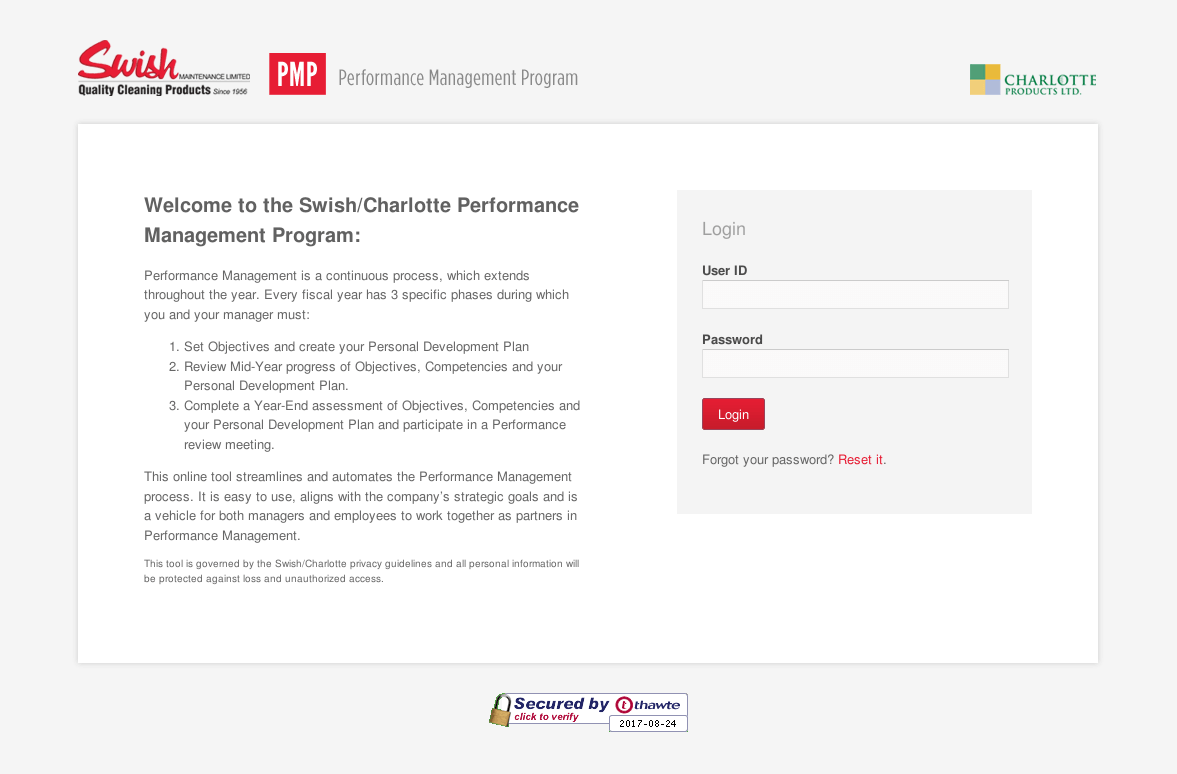 Swish MAINTENANCE LIMITED
Quality Cleaning Products Since 1956
PMP Performance Management Program
CHARLOTTE
PRODUCTS LTD.
Welcome to the Swish/Charlotte Performance
Management Program:
Performance Management is a continuous process, which extends
throughout the year. Every fiscal year has 3 specific phases during which
you and your manager must:
1. Set Objectives and create your Personal Development Plan
2. Review Mid-Year progress of Objectives, Competencies and your
Personal Development Plan.
3. Complete a Year-End assessment of Objectives, Competencies and
your Personal Development Plan and participate in a Performance
review meeting.
This online tool streamlines and automates the Performance Management
process. It is easy to use, aligns with the company's strategic goals and is
a vehicle for both managers and employees to work together as partners in
Performance Management.
This tool is governed by the Swish/Charlotte privacy guidelines and all personal information will
be protected against loss and unauthorized access.
Login
User ID
Password
Login
Forgot your password? Reset it.
Secured by thawte
click to verify
2017-08-24